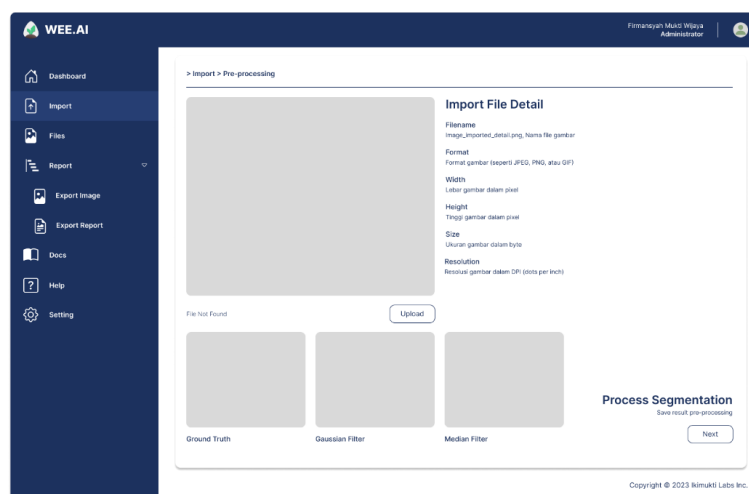 WEE.AI
Firmansyah Mukti Wijaya
Administrator
Dashboard
Import
Files
Report
Export Image
Export Report
Docs
Help
Setting
> Import > Pre-processing
Import File Detail
Filename
Image_imported_detail.png, Nama file gambar
Format
Format gambar (seperti JPEG, PNG, atau GIF)
Width
Lebar gambar dalam pixel
Height
Tinggi gambar dalam pixel
Size
Ukuran gambar dalam byte
Resolution
Resolusi gambar dalam DPI (dots per inch)
File Not Found
Upload
Ground Truth
Gaussian Filter
Median Filter
Process Segmentation
Save result pre-processing
Next
Copyright © 2023 Ikimukti Labs Inc.